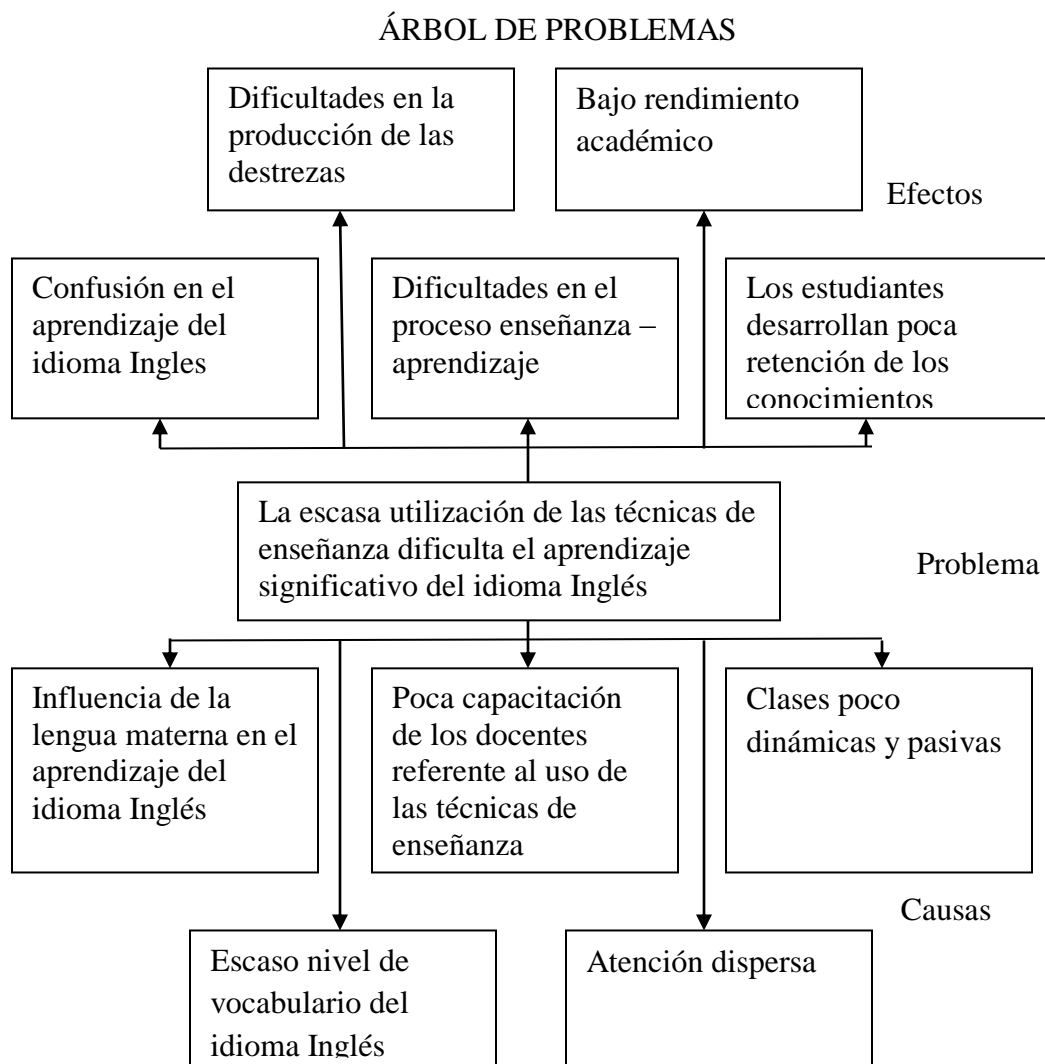 ÁRBOL DE PROBLEMAS
Dificultades en la
producción de las
destrezas
Bajo rendimiento
académico
Efectos
Confusión en el
aprendizaje del
idioma Ingles
Dificultades en el
proceso enseñanza –
aprendizaje
Los estudiantes
desarrollan poca
retención de los
conocimientos
La escasa utilización de las técnicas de
enseñanza dificulta el aprendizaje
significativo del idioma Inglés
Problema
Influencia de la
lengua materna en el
aprendizaje del
idioma Inglés
Poca capacitación
de los docentes
referente al uso de
las técnicas de
enseñanza
Clases poco
dinámicas y pasivas
Causas
Escaso nivel de
vocabulario del
idioma Inglés
Atención dispersa